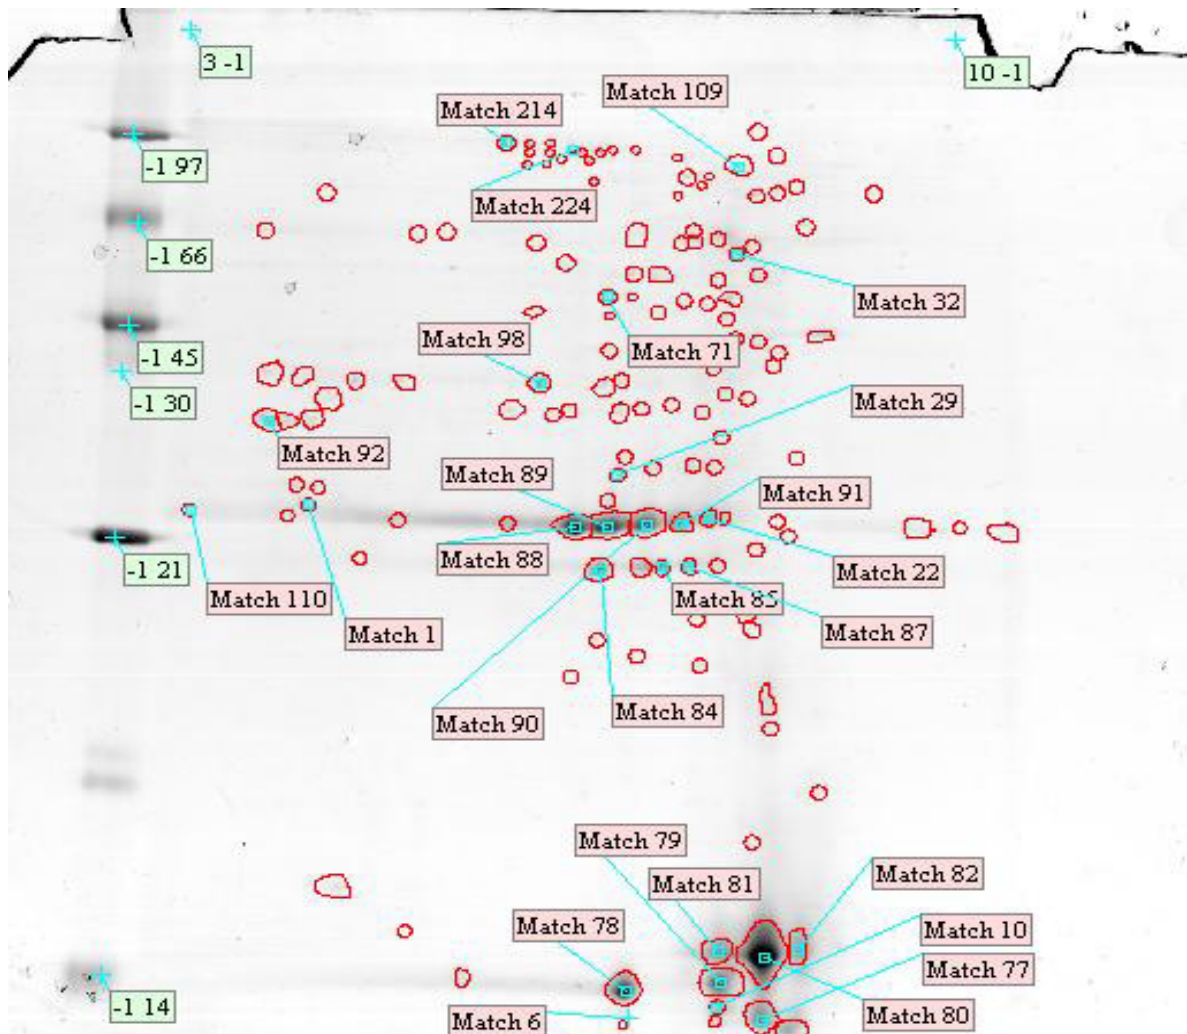 3 -1
10 -1
Match 109
Match 214
-1 97
Match 224
-1 66
Match 32
Match 98
Match 71
-1 45
-1 30
Match 29
Match 92
Match 89
Match 91
Match 88
-1 21
Match 22
Match 110
Match 85
Match 1
Match 87
Match 84
Match 90
Match 79
Match 81
Match 82
Match 78
Match 10
Match 77
-1 14
Match 6
Match 80